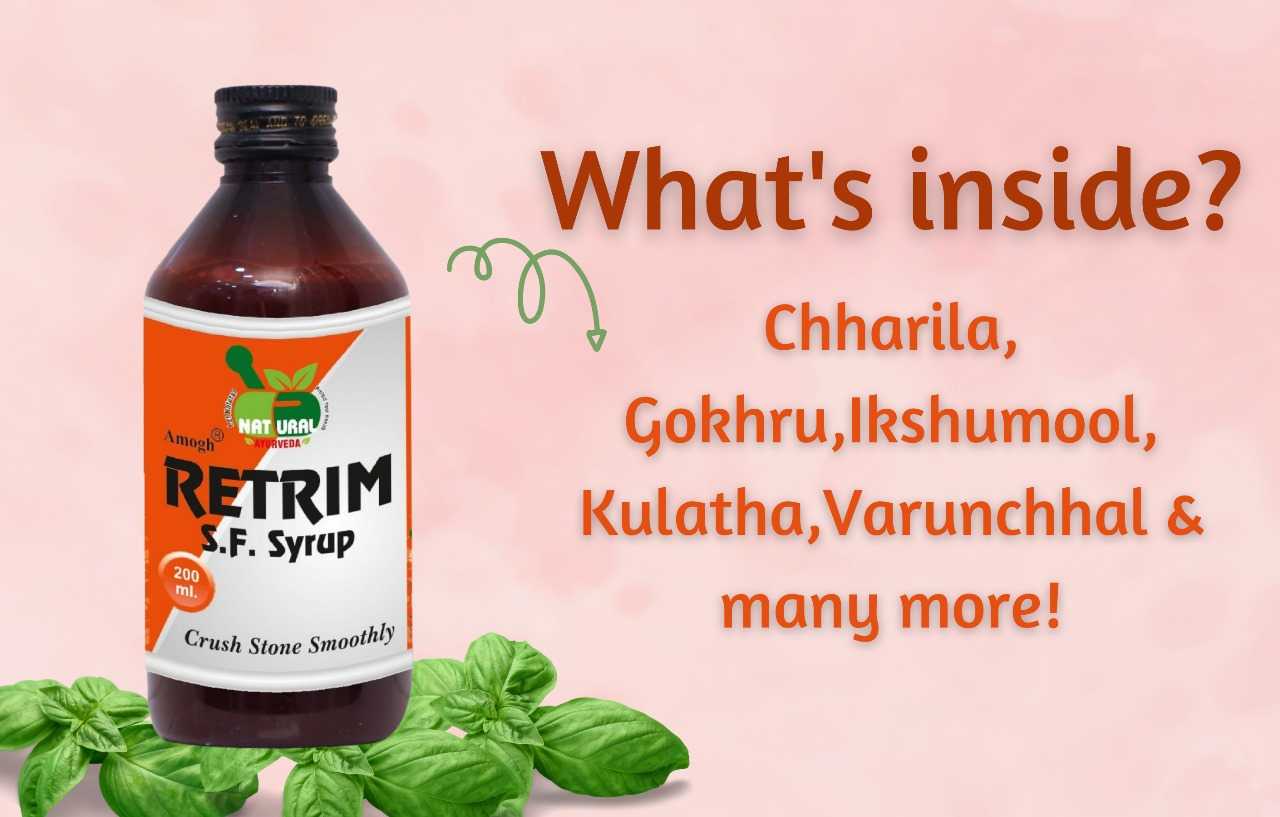 What's inside?
Chharila,
Gokhru,Ikshumool,
Kulatha,Varunchhal &
many more!
NATURAL
AYURVEDA
Amogh®
RETRIM
S.F. Syrup
200
ml.
Crush Stone Smoothly